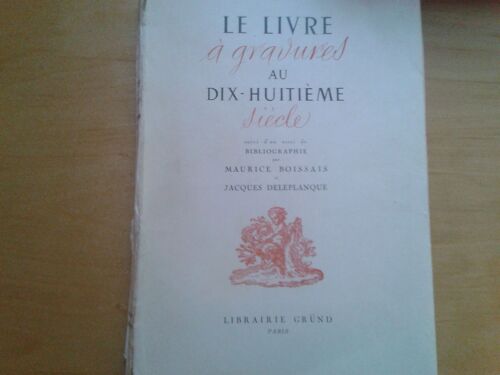 LE LIVRE
à gravures
AU
DIX-HUITIÈME
siècle
suivi d'un essai de
BIBLIOGRAPHIE
par
MAURICE BOISSAIS
et
JACQUES DELEPLANQUE
LIBRAIRIE GRÜND
PARIS